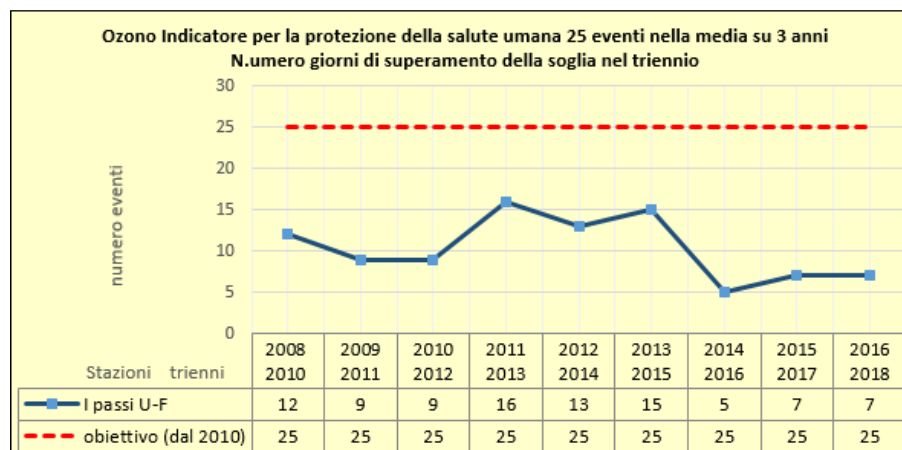 Ozono Indicatore per la protezione della salute umana 25 eventi nella media su 3 anni
N.umero giorni di superamento della soglia nel triennio
numero eventi
30
25
20
15
10
5
0
Stazioni trienni
2008 2009 2010 2011 2012 2013 2014 2015 2016
2010 2011 2012 2013 2014 2015 2016 2017 2018
I passi U-F 12 9 9 16 13 15 5 7 7
obiettivo (dal 2010) 25 25 25 25 25 25 25 25 25